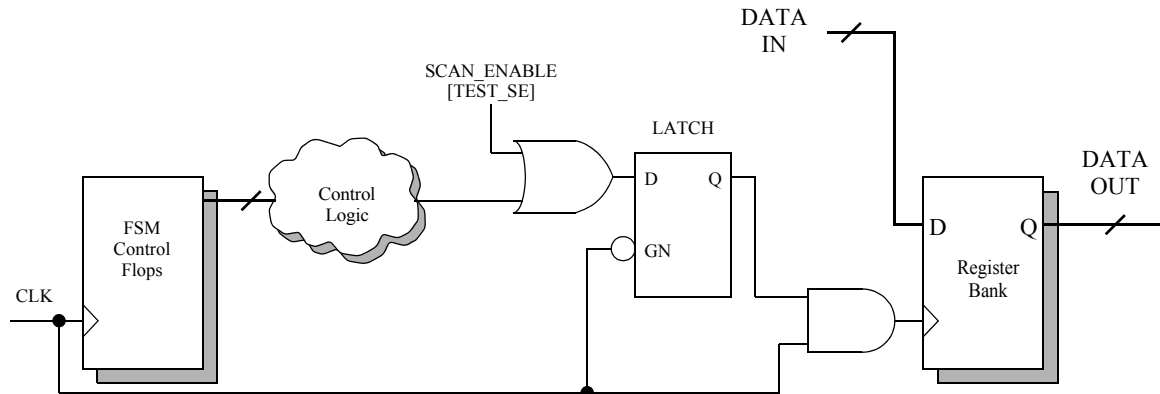 DATA
IN
SCAN_ENABLE
[TEST_SE]
LATCH
DATA
OUT
D
Q
Control
Logic
FSM
Control
Flops
D
Q
GN
Register
Bank
CLK